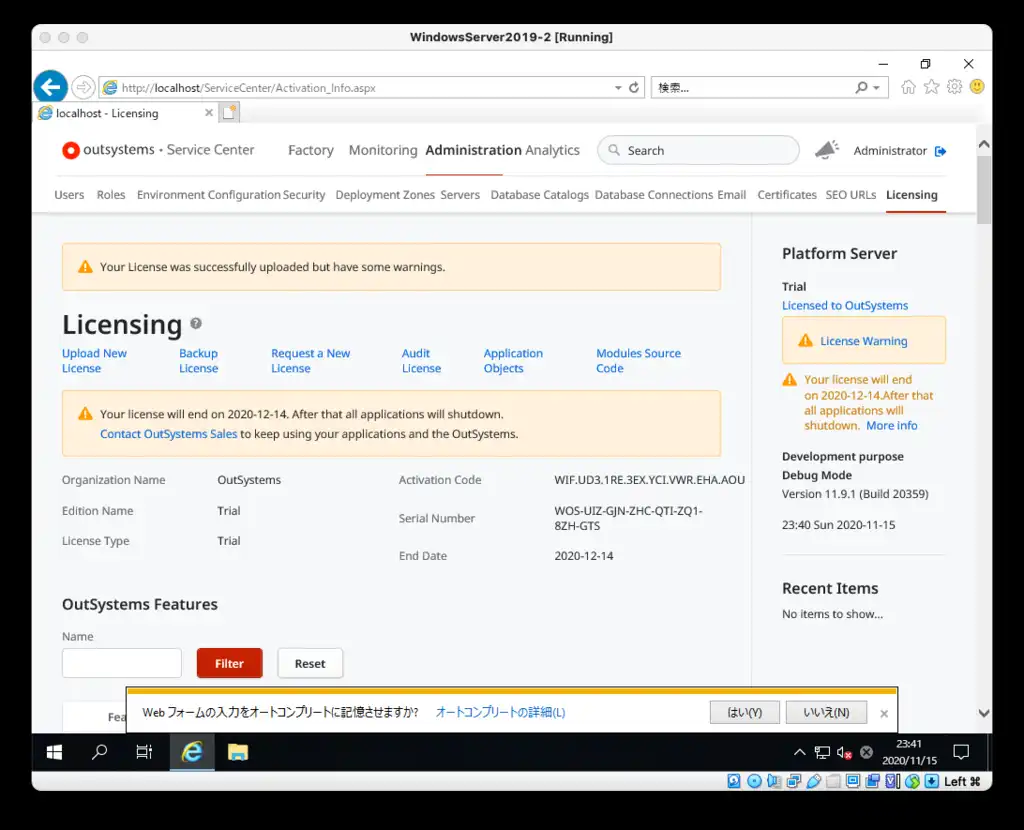 WindowsServer2019-2 [Running]
http://localhost/ServiceCenter/Activation_Info.aspx
検索...
localhost - Licensing
outsystems • Service Center
Factory
Monitoring
Administration
Analytics
Search
Administrator
Users
Roles
Environment Configuration
Security
Deployment Zones
Servers
Database Catalogs
Database Connections
Email
Certificates
SEO URLs
Licensing
Your License was successfully uploaded but have some warnings.
Licensing
Upload New
License
Backup
License
Request a New
License
Audit
License
Application
Objects
Modules Source
Code
Your license will end on 2020-12-14. After that all applications will shutdown.
Contact OutSystems Sales to keep using your applications and the OutSystems.
Organization Name
OutSystems
Edition Name
Trial
License Type
Trial
Activation Code
WIF.UD3.1RE.3EX.YCI.VWR.EHA.AOU
Serial Number
WOS-UIZ-GJN-ZHC-QTI-ZQ1-
8ZH-GTS
End Date
2020-12-14
OutSystems Features
Name
Filter
Reset
Fea
Platform Server
Trial
Licensed to OutSystems
License Warning
Your license will end
on 2020-12-14.After that
all applications will
shutdown. More info
Development purpose
Debug Mode
Version 11.9.1 (Build 20359)
23:40 Sun 2020-11-15
Recent Items
No items to show...
Web フォームの入力をオートコンプリートに記憶させますか?
オートコンプリートの詳細(L)
はい(Y)
いいえ(N)
23:41
2020/11/15
Left ⌘